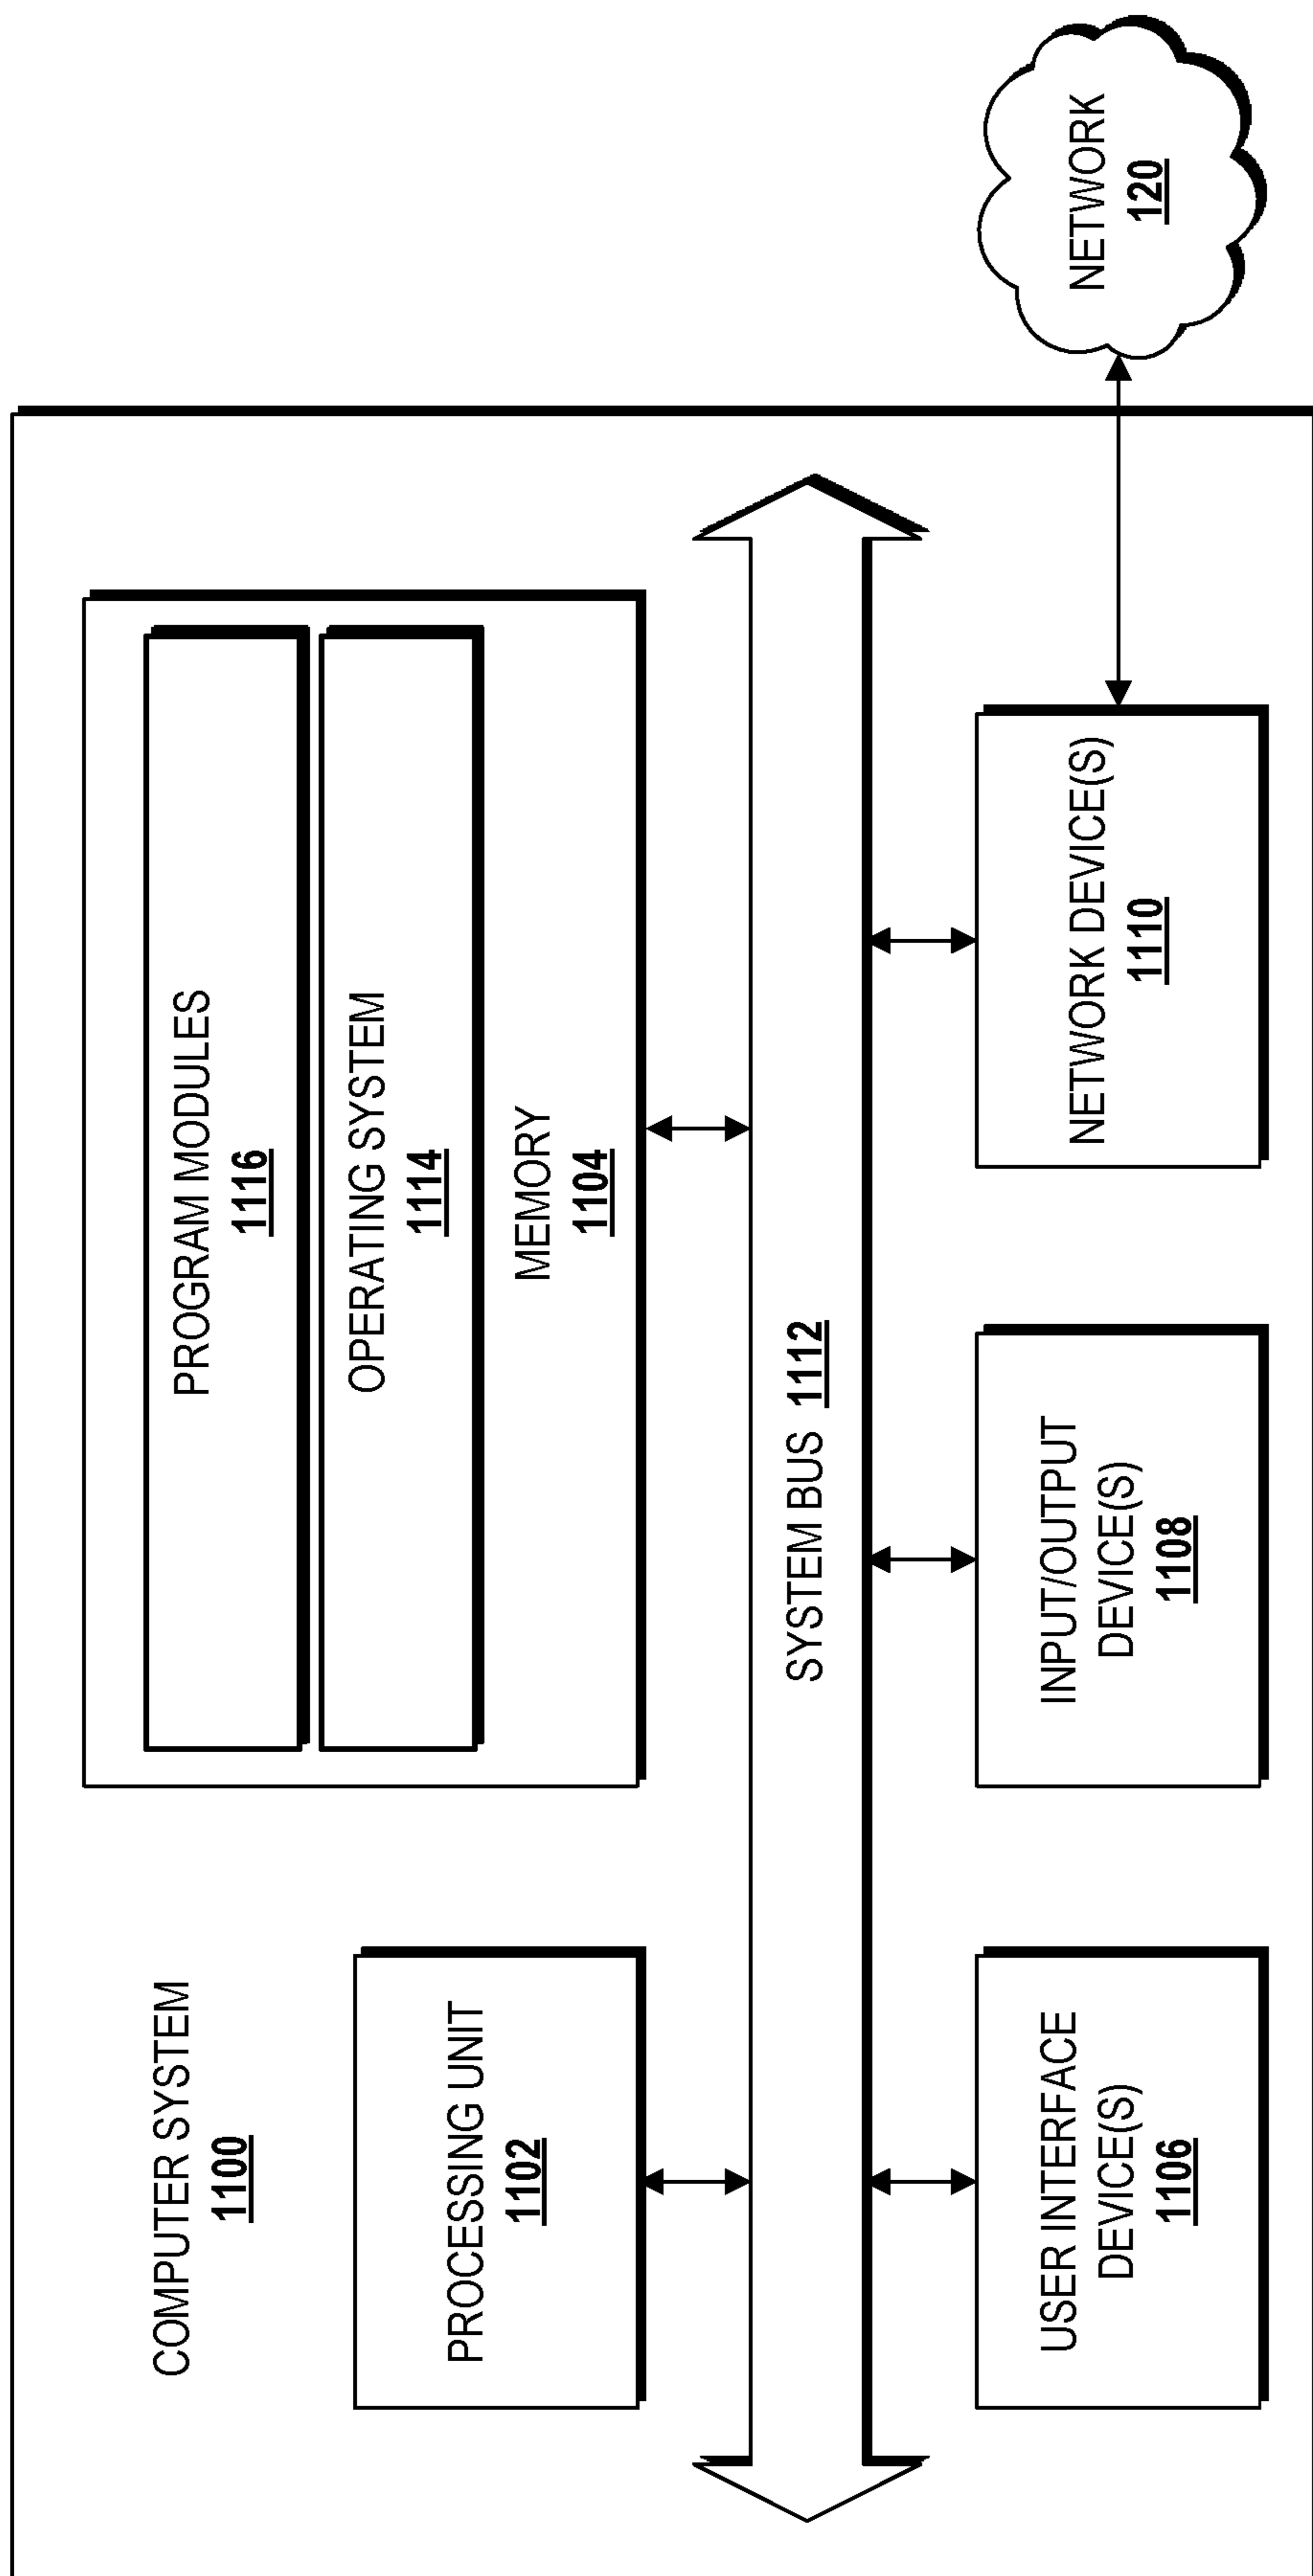 COMPUTER SYSTEM
1100
PROCESSING UNIT
1102
PROGRAM MODULES
1116
OPERATING SYSTEM
1114
MEMORY
1104
SYSTEM BUS 1112
USER INTERFACE
DEVICE(S)
1106
INPUT/OUTPUT
DEVICE(S)
1108
NETWORK DEVICE(S)
1110
NETWORK
120